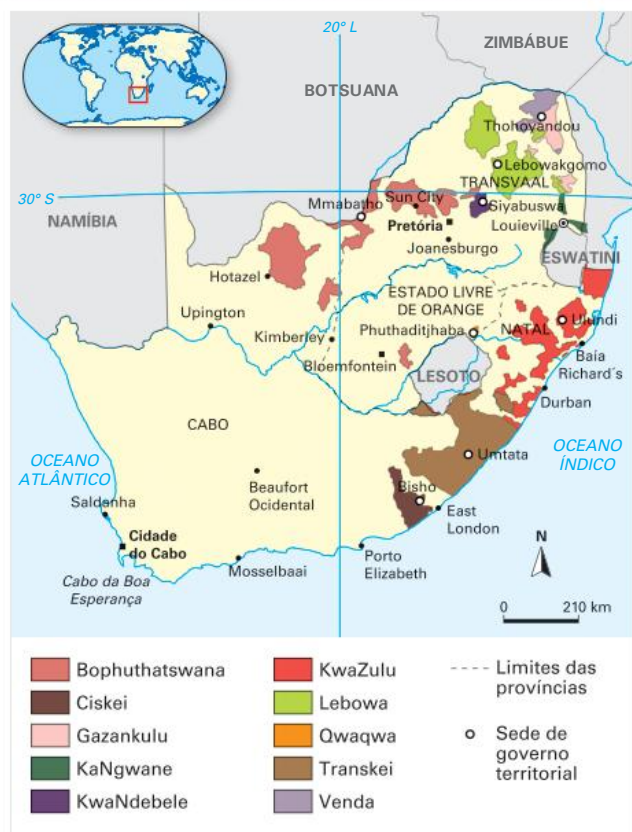 20° L
ZIMBÁBUE
BOTSUANA
Thohoyandou
Lebowakgomo
TRANSVAAL
30° S
Mmabatho
Sun City
Siyabuswa
Pretória
Louieville
NAMÍBIA
Joanesburgo
ESWATINI
Hotazel
ESTADO LIVRE
DE ORANGE
Upington
Phuthaditjhaba
NATAL
Ulundi
Kimberley
Bloemfontein
Baía
Richard´s
LESOTO
Durban
CABO
OCEANO
ATLÂNTICO
OCEANO
ÍNDICO
Umtata
Beaufort
Ocidental
Bisho
Saldanha
East
London
Cidade
do Cabo
Mosselbaai
Porto
Elizabeth
Cabo da Boa
Esperança
N
0 210 km
Bophuthatswana
Ciskei
Gazankulu
KaNgwane
KwaNdebele
KwaZulu
Lebowa
Qwaqwa
Transkei
Venda
Limites das
províncias
Sede de
governo
territorial